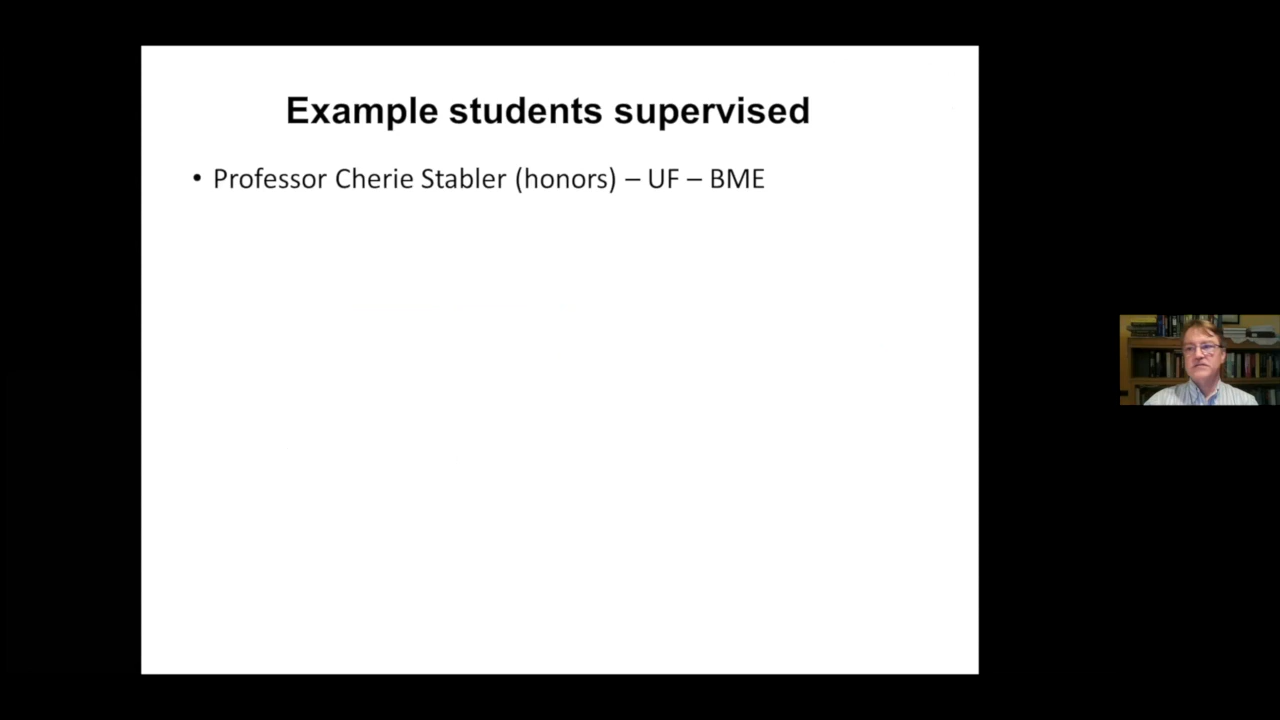 Example students supervised
• Professor Cherie Stabler (honors) – UF – BME